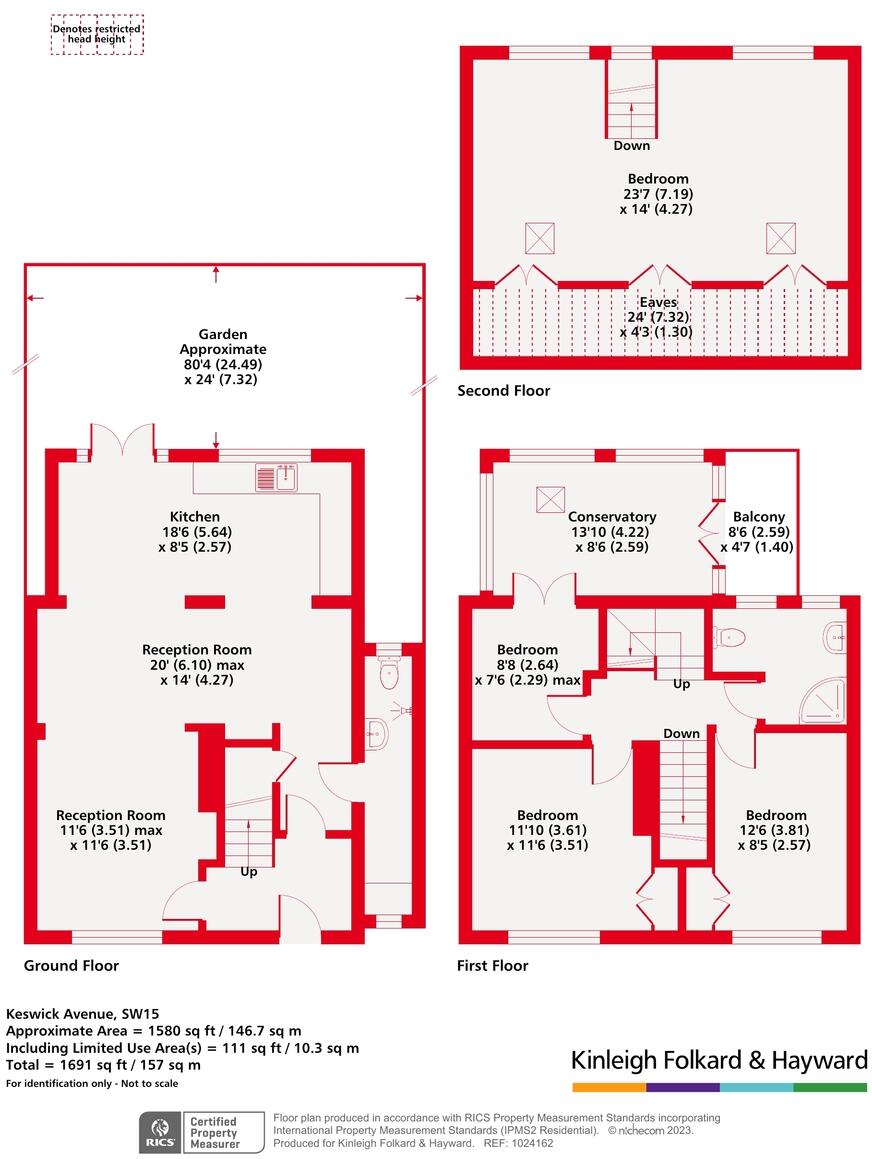 Denotes restricted
head height
Down
Bedroom
23'7 (7.19)
x 14' (4.27)
Eaves
24' (7.32)
x 4'3 (1.30)
Second Floor
Garden
Approximate
80'4 (24.49)
x 24' (7.32)
Kitchen
18'6 (5.64)
x 8'5 (2.57)
Reception Room
20' (6.10) max
x 14' (4.27)
Reception Room
11'6 (3.51) max
x 11'6 (3.51)
Up
Ground Floor
Conservatory
13'10 (4.22)
x 8'6 (2.59)
Balcony
8'6 (2.59)
x 4'7 (1.40)
Bedroom
8'8 (2.64)
x 7'6 (2.29) max
Up
Down
Bedroom
11'10 (3.61)
x 11'6 (3.51)
Bedroom
12'6 (3.81)
x 8'5 (2.57)
First Floor
Keswick Avenue, SW15
Approximate Area = 1580 sq ft / 146.7 sq m
Including Limited Use Area(s) = 111 sq ft / 10.3 sq m
Total = 1691 sq ft / 157 sq m
For identification only - Not to scale
Kinleigh Folkard & Hayward
RICS
Certified
Property
Measurer
Floor plan produced in accordance with RICS Property Measurement Standards incorporating
International Property Measurement Standards (IPMS2 Residential). © nichecom 2023.
Produced for Kinleigh Folkard & Hayward. REF: 1024162